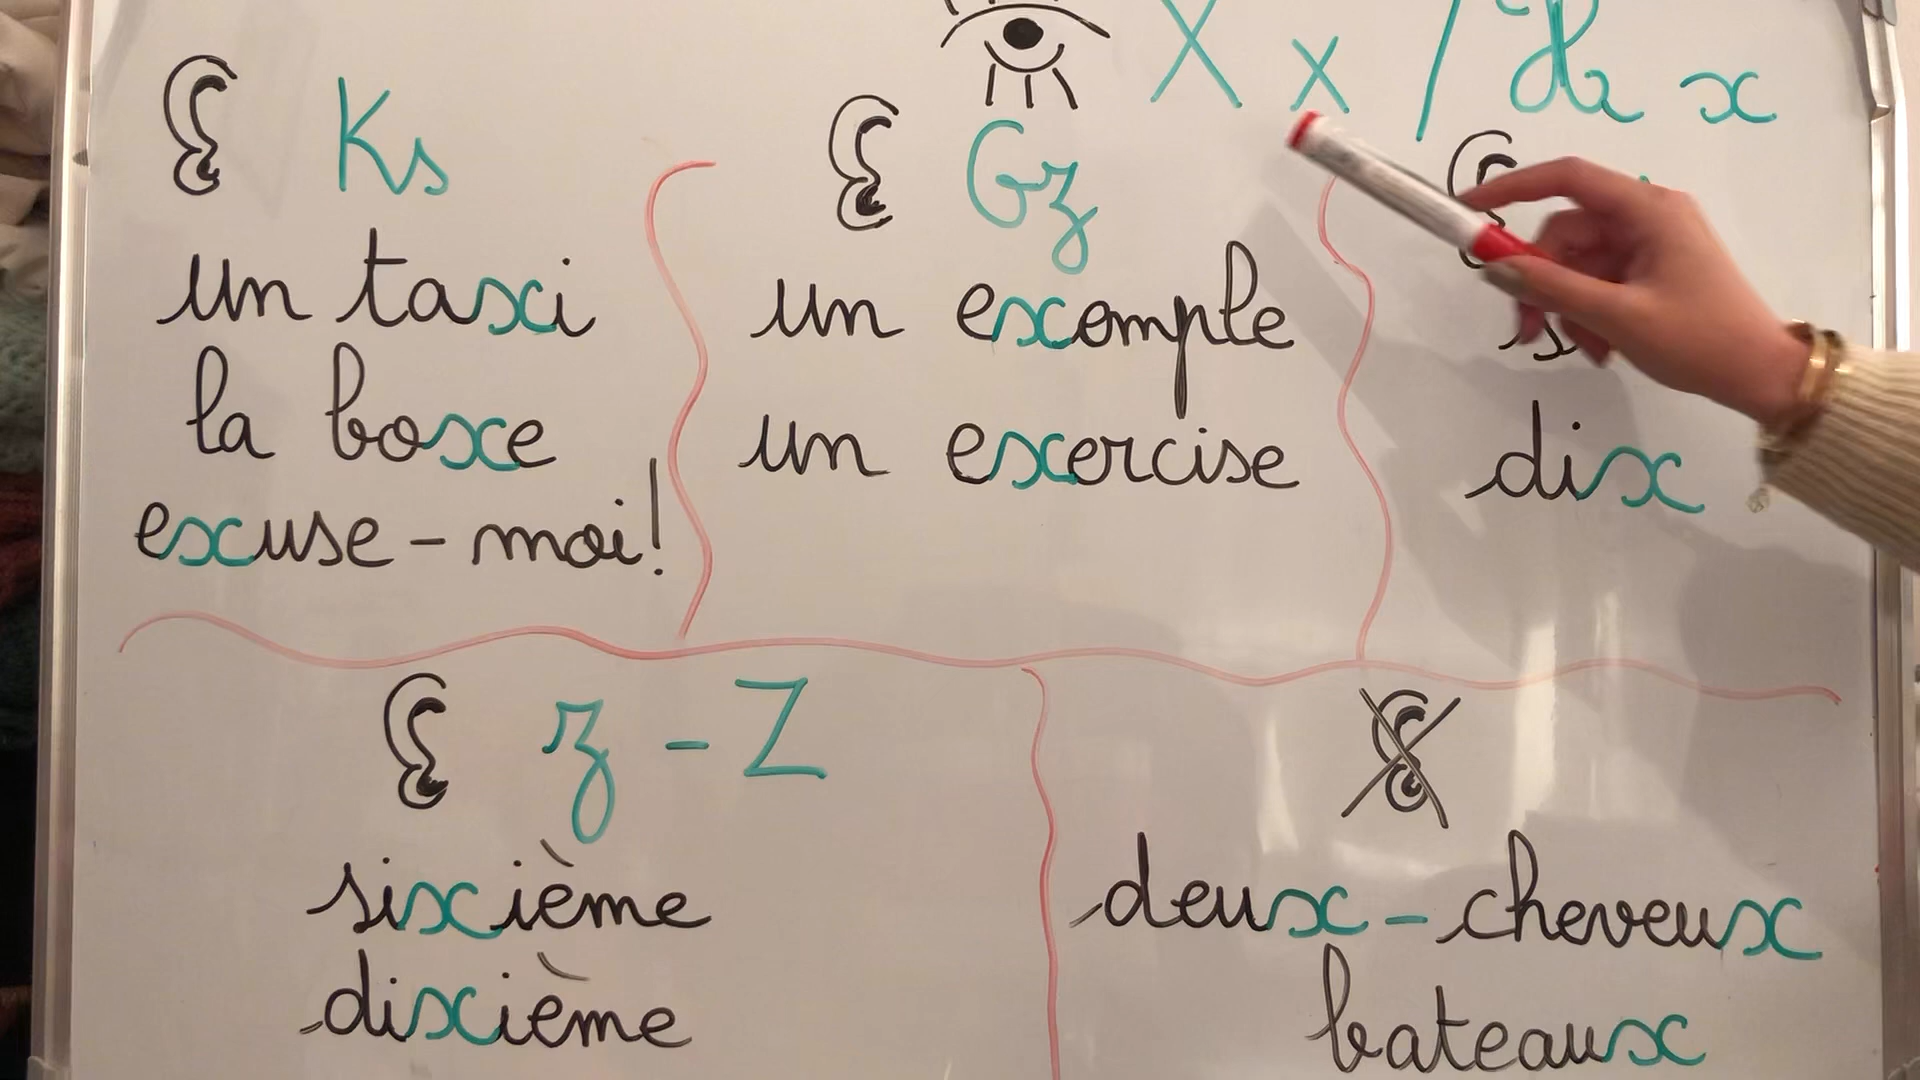 X x / X x
Ks
un taxi
la boxe
excuse-moi!
Gz
un exemple
un exercise
dix
z - Z
sixième
dixième
deux - cheveux
bateaux